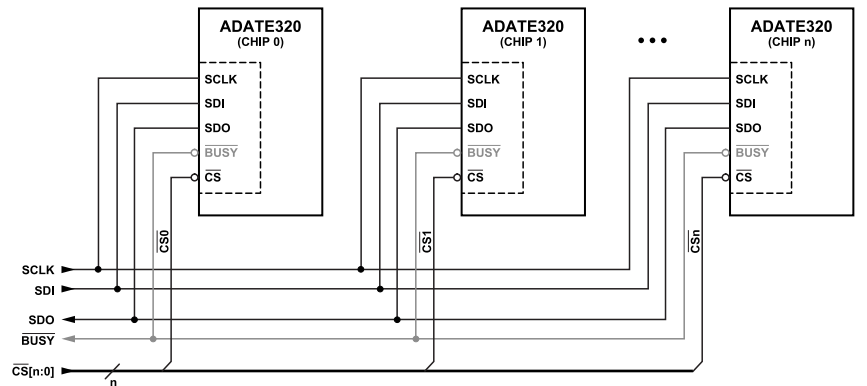 ADATE320
(CHIP 0)
SCLK
SDI
SDO
BUSY
CS
CS0
ADATE320
(CHIP 1)
SCLK
SDI
SDO
BUSY
CS
CS1
•••
ADATE320
(CHIP n)
SCLK
SDI
SDO
BUSY
CS
CSn
SCLK
SDI
SDO
BUSY
CS[n:0]
n